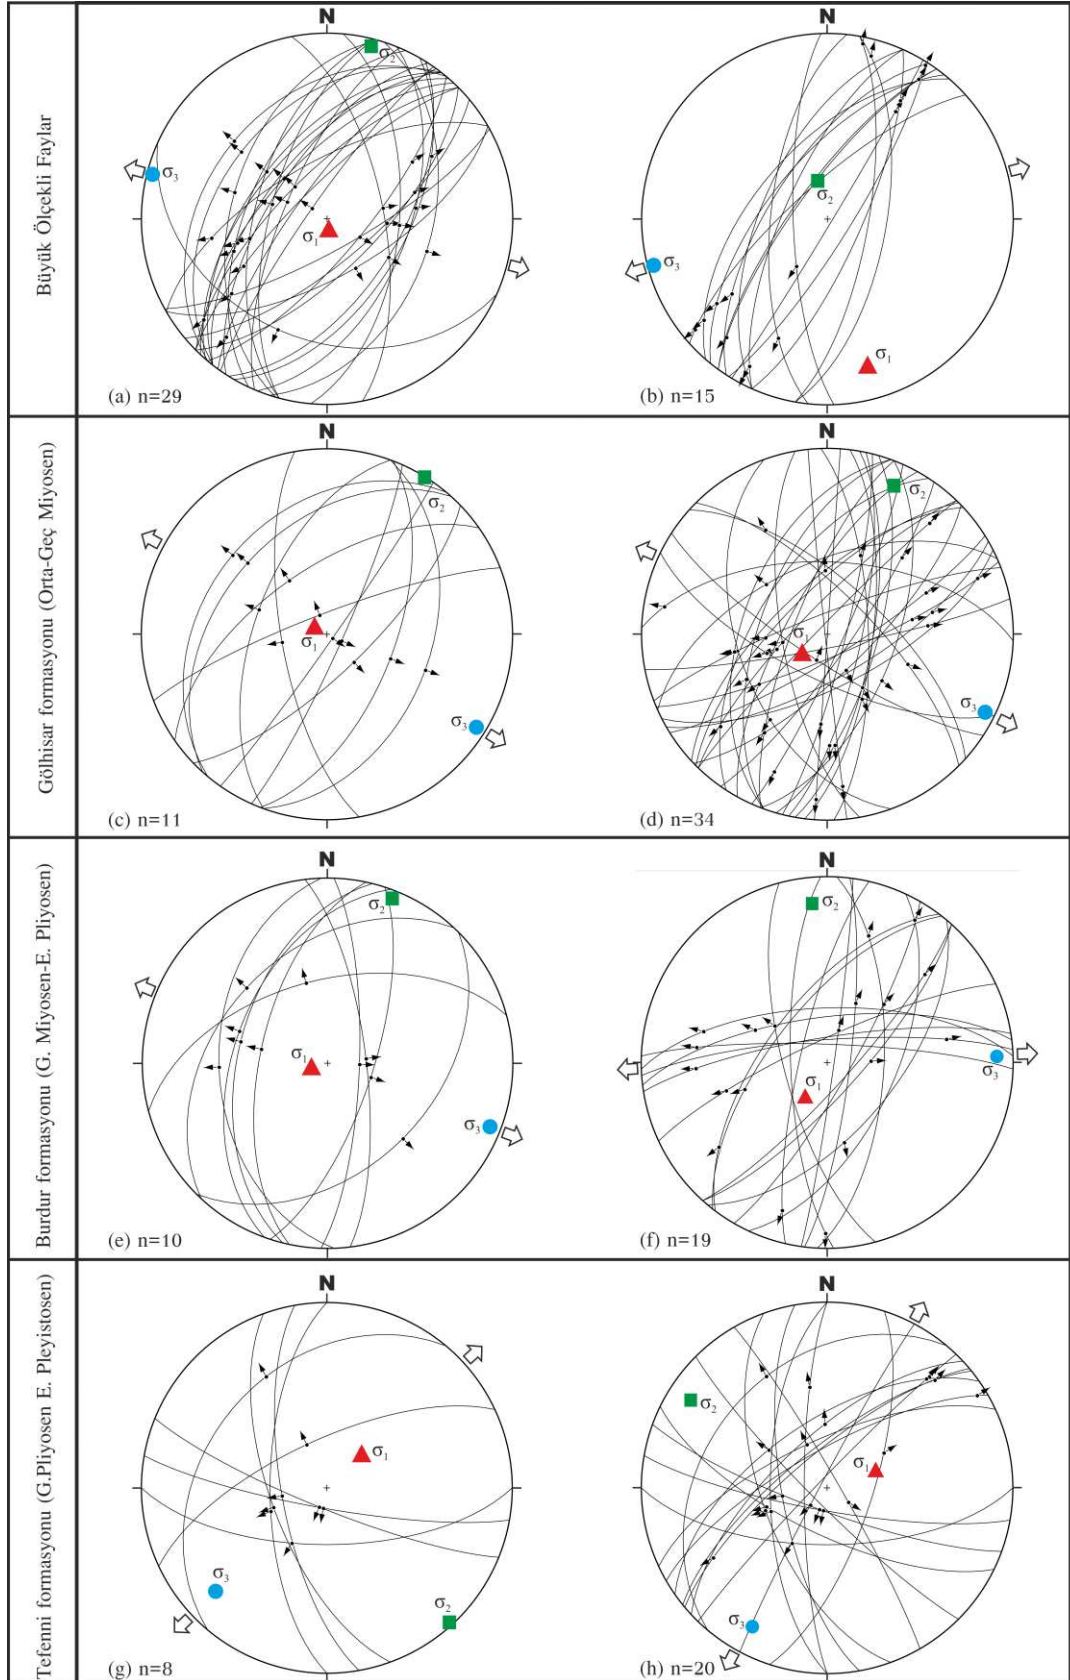 Büyük Ölçekli Faylar
N
σ2
σ3
σ1
(a) n=29
N
σ2
σ3
σ1
(b) n=15
Gölhisar formasyonu (Orta-Geç Miyosen)
N
σ2
σ1
σ3
(c) n=11
N
σ2
σ1
σ3
(d) n=34
Burdur formasyonu (G. Miyosen-E. Pliyosen)
N
σ2
σ1
σ3
(e) n=10
N
σ2
σ3
σ1
(f) n=19
Tefenni formasyonu (G.Pliyosen E. Pleyistosen)
N
σ1
σ3
σ2
(g) n=8
N
σ2
σ1
σ3
(h) n=20